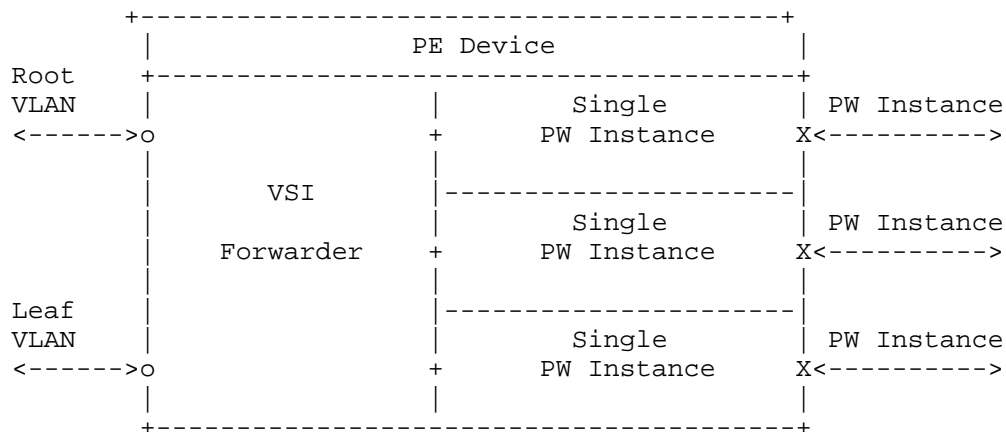 PE Device
Root
VLAN Single PW Instance
PW Instance
VSI
Single PW Instance
Forwarder PW Instance
Leaf
VLAN Single PW Instance
PW Instance